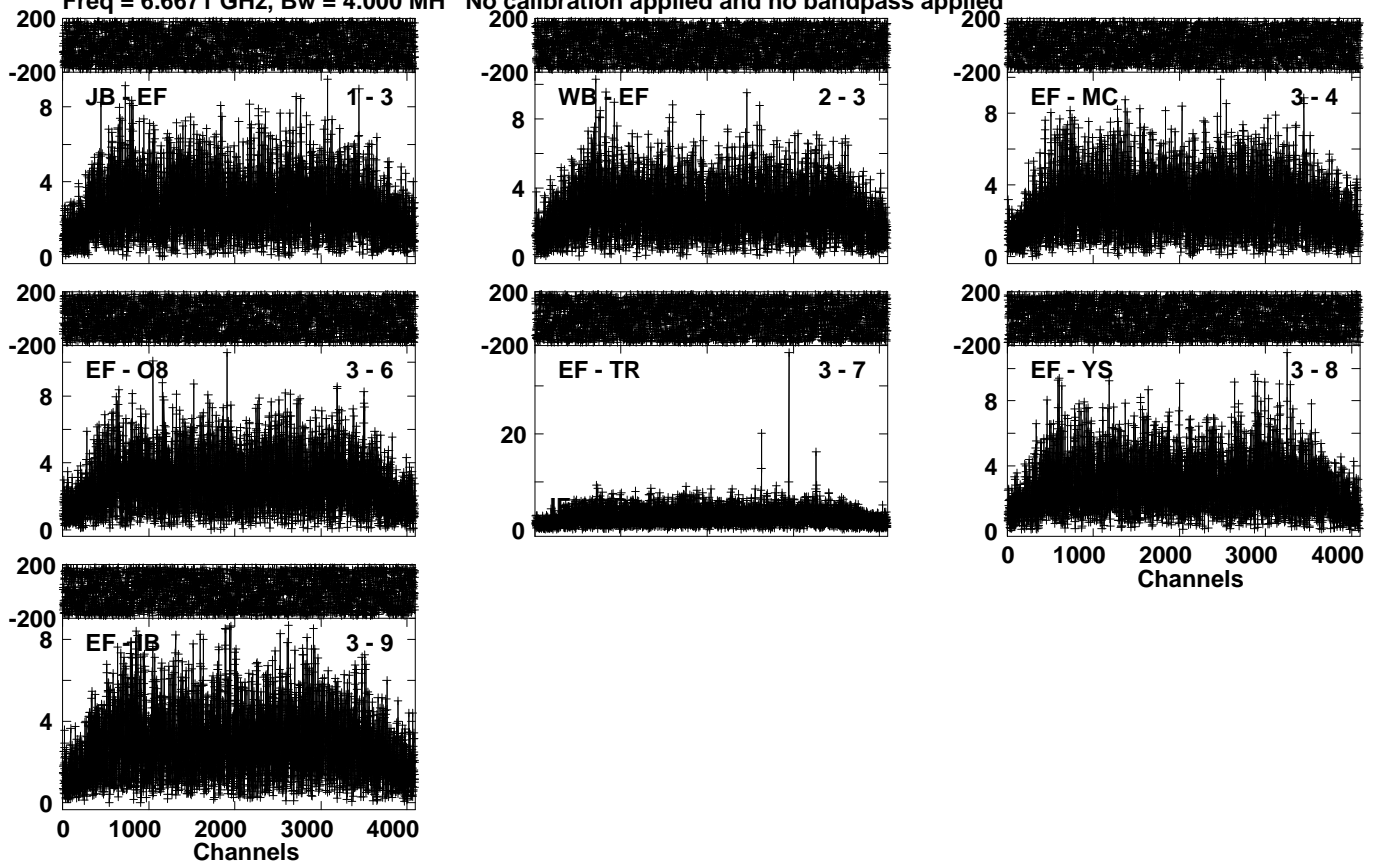 Freq = 6.6671 GHz, Bw = 4.000 MH No calibration applied and no bandpass applied
200
-200
8
4
0
JB - EF 1 - 3
200
-200
8
4
0
WB - EF 2 - 3
200
-200
8
4
0
EF - MC 3 - 4
200
-200
8
4
0
EF - O8 3 - 6
200
-200
20
0
EF - TR 3 - 7
200
-200
8
4
0
EF - YS 3 - 8
0 1000 2000 3000 4000
Channels
200
-200
8
4
0
EF - IB 3 - 9
0 1000 2000 3000 4000
Channels